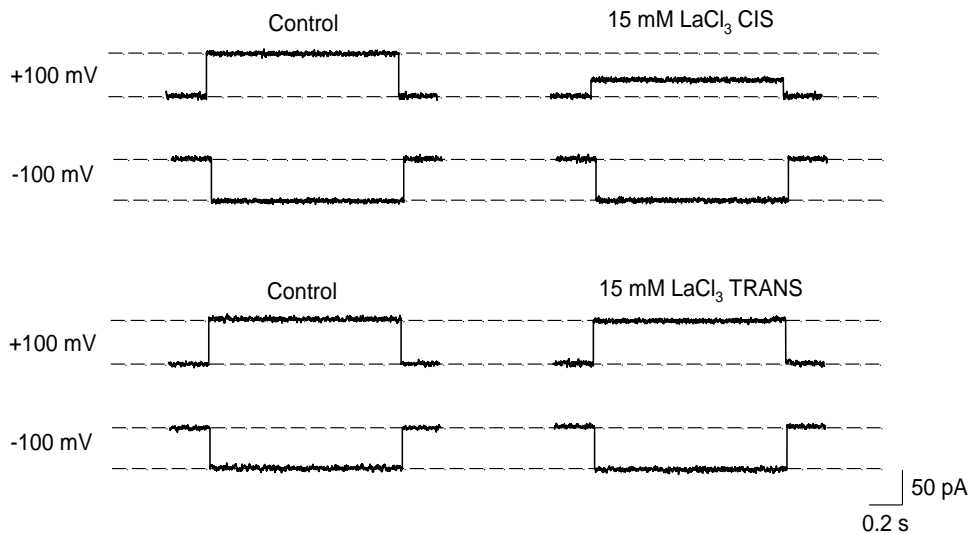 Control 15 mM LaCl₃ CIS
+100 mV
-100 mV
Control 15 mM LaCl₃ TRANS
+100 mV
-100 mV
50 pA
0.2 s